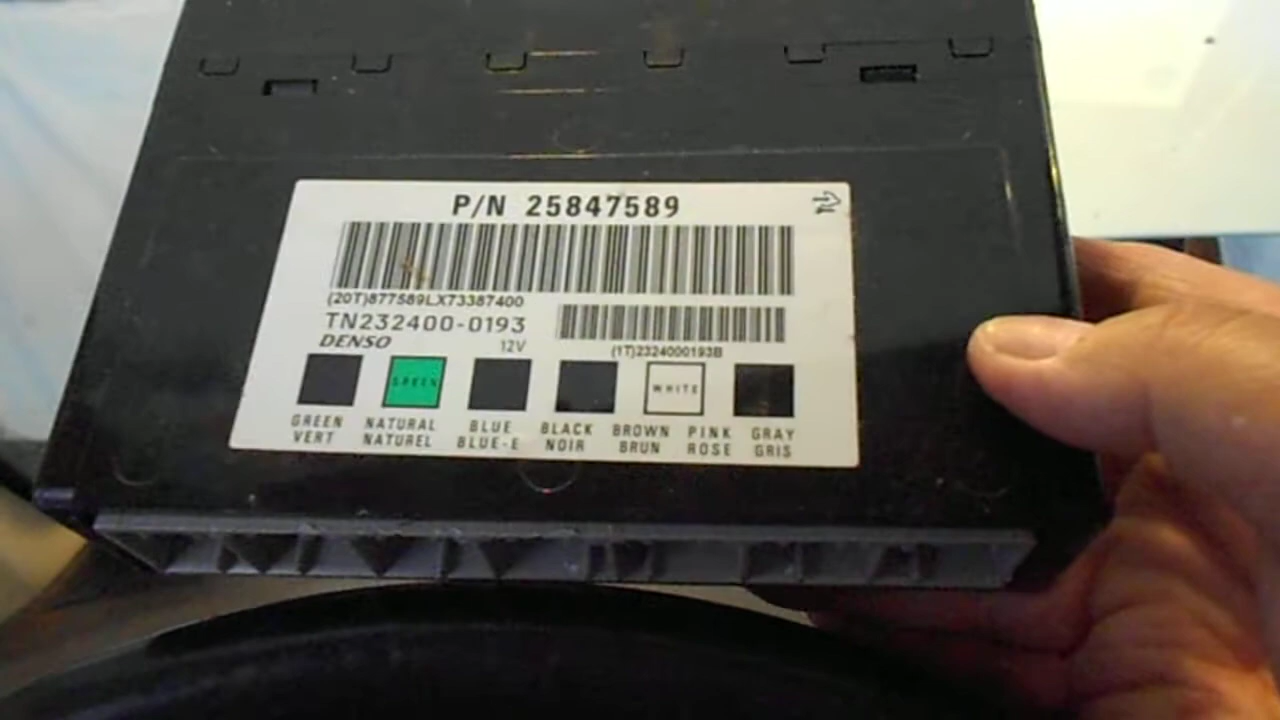 P/N 25847589
(20T)877589LX73387400
TN232400-0193
DENSO 12V
(1T)2324000193B
GREEN WHITE
GREEN NATURAL BLUE BLACK BROWN PINK GRAY
VERT NATUREL BLUE-E NOIR BRUN ROSE GRIS